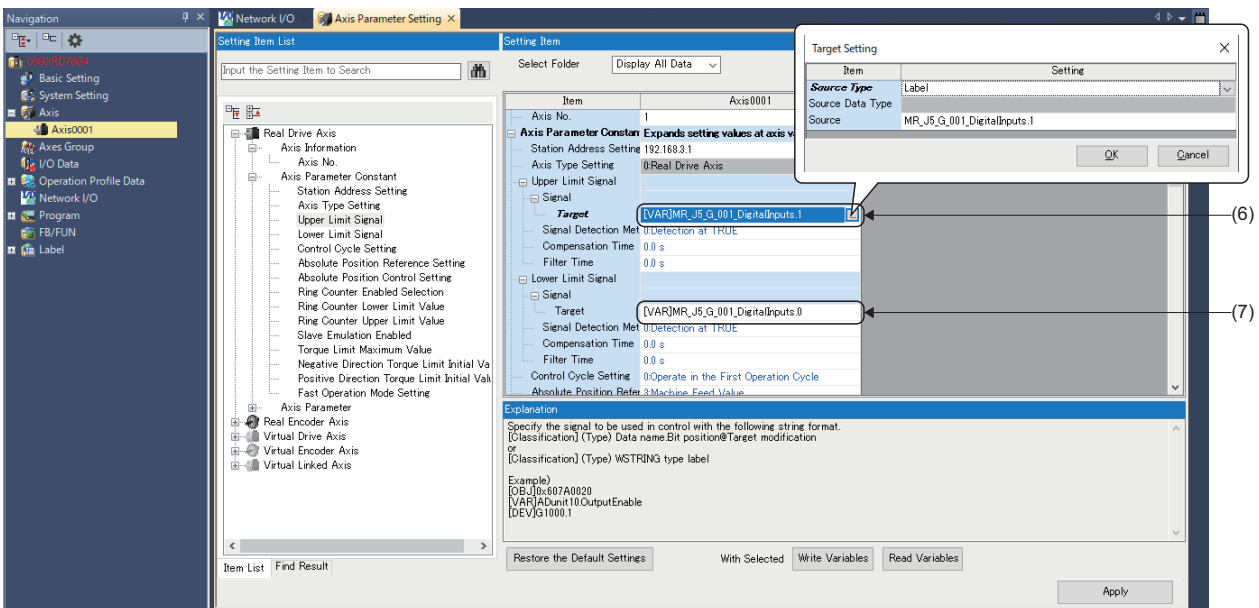 Navigation
0000:RD78G4
Basic Setting
System Setting
Axis
Axis0001
Axes Group
I/O Data
Operation Profile Data
Network I/O
Program
FB/FUN
Label
Network I/O
Axis Parameter Setting
Setting Item List
Input the Setting Item to Search
Real Drive Axis
Axis Information
Axis No.
Axis Parameter Constant
Station Address Setting
Axis Type Setting
Upper Limit Signal
Lower Limit Signal
Control Cycle Setting
Absolute Position Reference Setting
Absolute Position Control Setting
Ring Counter Enabled Selection
Ring Counter Lower Limit Value
Ring Counter Upper Limit Value
Slave Emulation Enabled
Torque Limit Maximum Value
Negative Direction Torque Limit Initial Va
Positive Direction Torque Limit Initial Valu
Fast Operation Mode Setting
Axis Parameter
Real Encoder Axis
Virtual Drive Axis
Virtual Encoder Axis
Virtual Linked Axis
Item List Find Result
Setting Item
Select Folder Display All Data
Item Axis0001
Axis No. 1
Axis Parameter Constan Expands setting values at axis v
Station Address Setting 192.168.3.1
Axis Type Setting 0:Real Drive Axis
Upper Limit Signal
Signal
Target [VAR]MR_J5_G_001_DigitalInputs.1
Signal Detection Met 0:Detection at TRUE
Compensation Time 0.0 s
Filter Time 0.0 s
Lower Limit Signal
Signal
Target [VAR]MR_J5_G_001_DigitalInputs.0
Signal Detection Met 0:Detection at TRUE
Compensation Time 0.0 s
Filter Time 0.0 s
Control Cycle Setting 0:Operate in the First Operation Cycle
Absolute Position Refer 3:Machine Feed Value
Target Setting
Item Setting
Source Type Label
Source Data Type
Source MR_J5_G_001_DigitalInputs.1
OK Cancel
(6)
(7)
Explanation
Specify the signal to be used in control with the following string format.
[Classification] (Type) Data name.Bit position@Target modification
or
[Classification] (Type) WSTRING type label
Example)
[OBJ]0x607A0020
[VAR]ADunit10.OutputEnable
[DEV]G1000.1
Restore the Default Settings With Selected Write Variables Read Variables
Apply